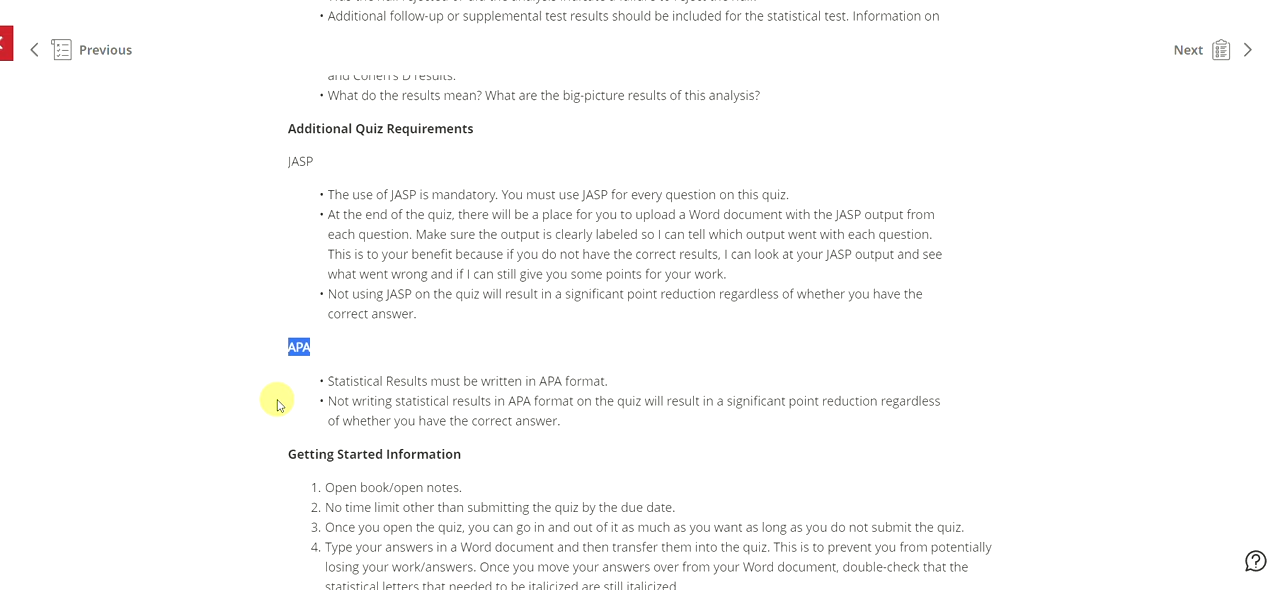 • Additional follow-up or supplemental test results should be included for the statistical test. Information on
Previous
Next
and Cohen's D results.
• What do the results mean? What are the big-picture results of this analysis?
Additional Quiz Requirements
JASP
• The use of JASP is mandatory. You must use JASP for every question on this quiz.
• At the end of the quiz, there will be a place for you to upload a Word document with the JASP output from
each question. Make sure the output is clearly labeled so I can tell which output went with each question.
This is to your benefit because if you do not have the correct results, I can look at your JASP output and see
what went wrong and if I can still give you some points for your work.
• Not using JASP on the quiz will result in a significant point reduction regardless of whether you have the
correct answer.
APA
• Statistical Results must be written in APA format.
• Not writing statistical results in APA format on the quiz will result in a significant point reduction regardless
of whether you have the correct answer.
Getting Started Information
1. Open book/open notes.
2. No time limit other than submitting the quiz by the due date.
3. Once you open the quiz, you can go in and out of it as much as you want as long as you do not submit the quiz.
4. Type your answers in a Word document and then transfer them into the quiz. This is to prevent you from potentially
losing your work/answers. Once you move your answers over from your Word document, double-check that the
statistical letters that needed to be italicized are still italicized.